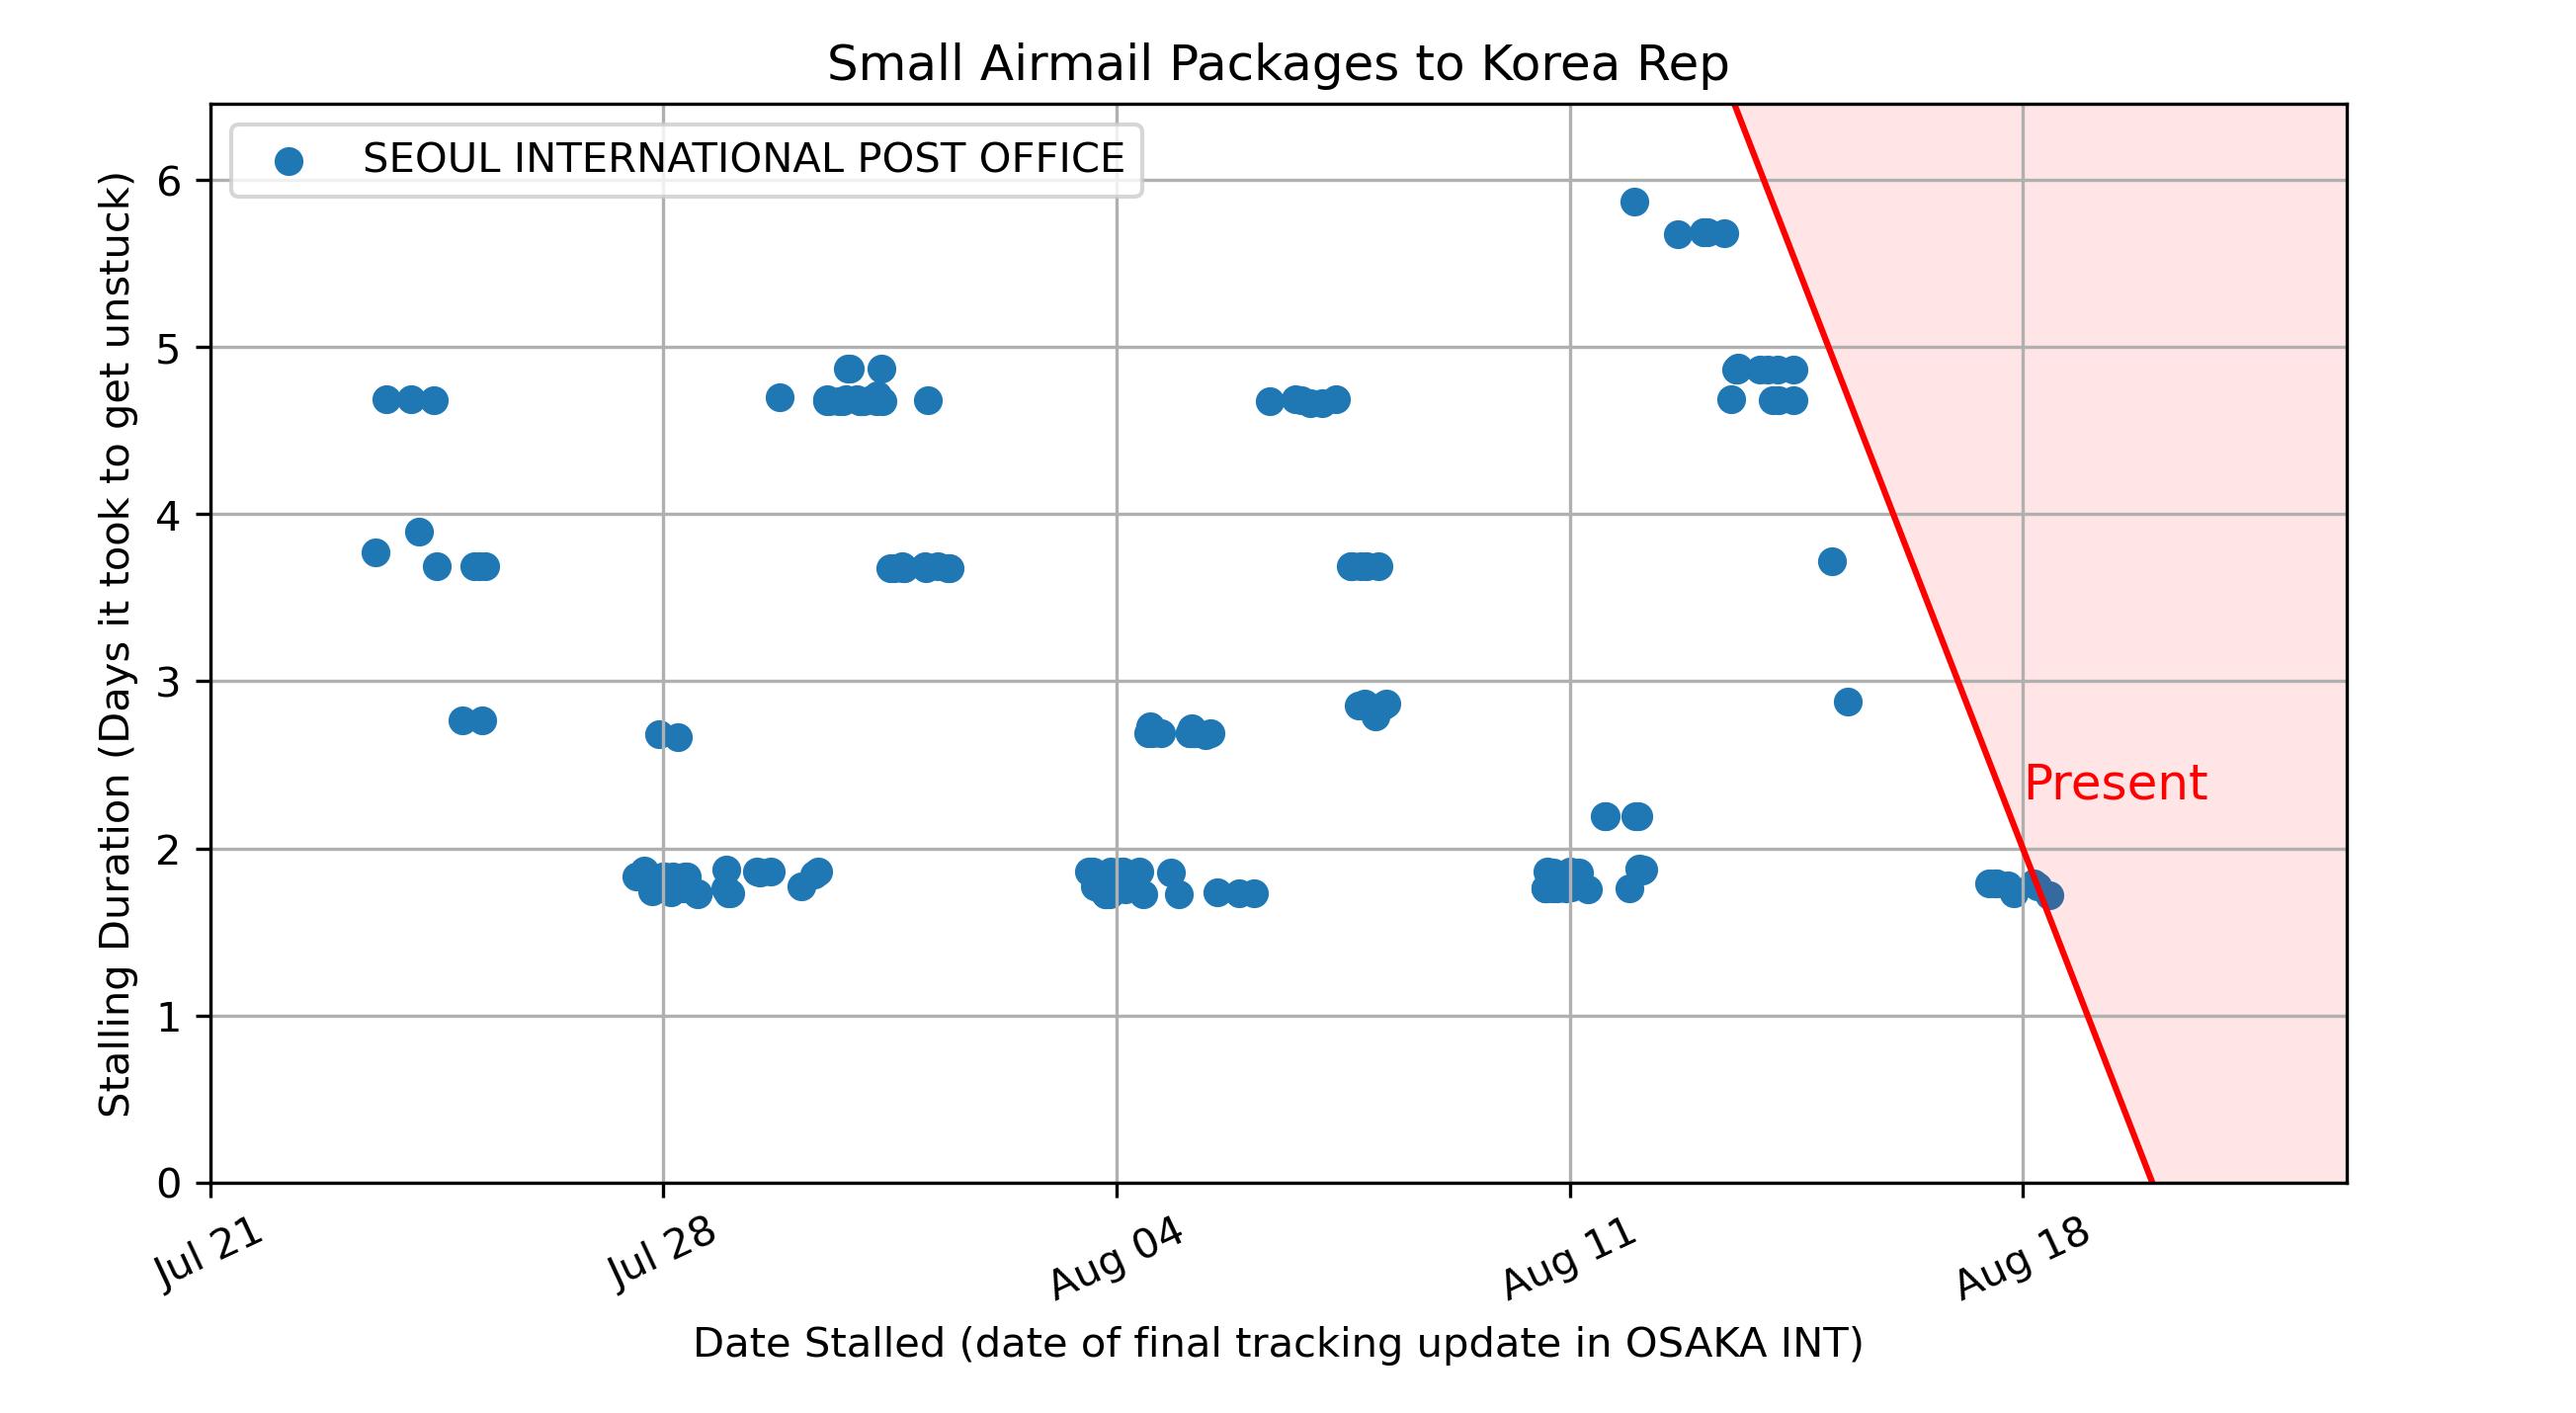 Small Airmail Packages to Korea Rep
SEOUL INTERNATIONAL POST OFFICE
Stalling Duration (Days it took to get unstuck)
6
5
4
3
2
1
0
Present
Jul 21
Jul 28
Aug 04
Aug 11
Aug 18
Date Stalled (date of final tracking update in OSAKA INT)